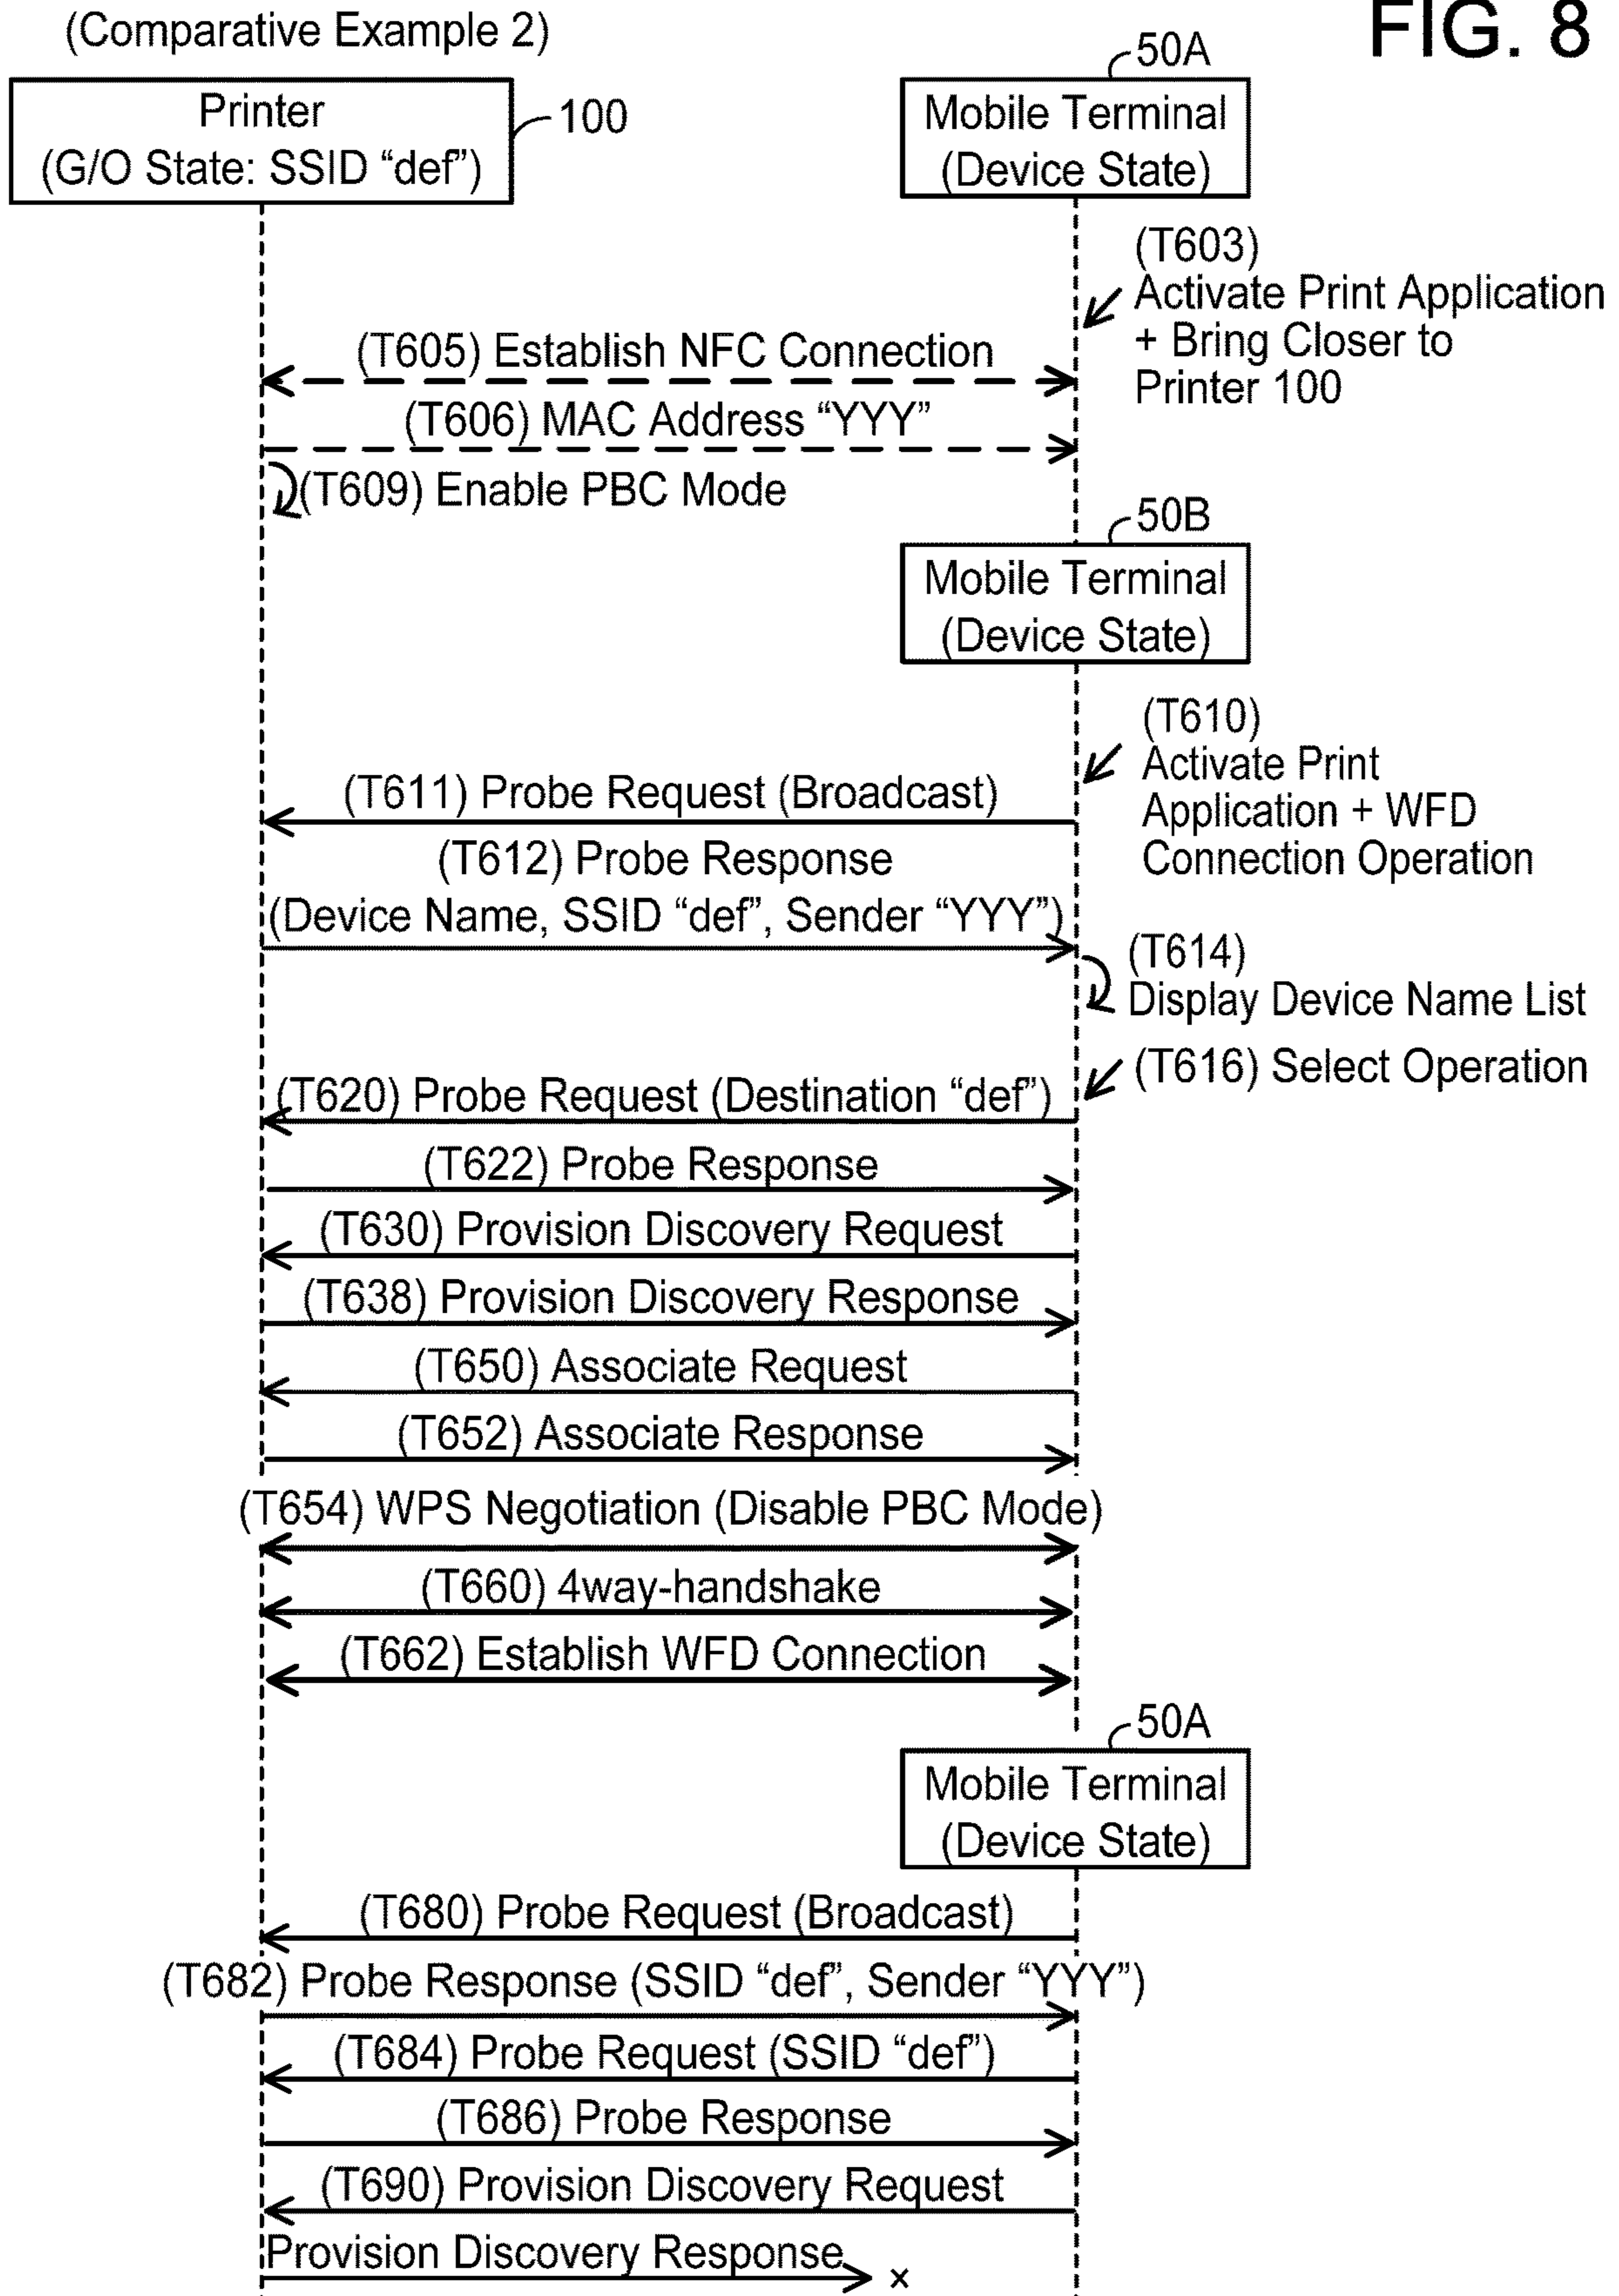 (Comparative Example 2)
FIG. 8
50A
Printer
(G/O State: SSID “def”)
100
Mobile Terminal
(Device State)
(T603)
Activate Print Application
+ Bring Closer to
Printer 100
(T605) Establish NFC Connection
(T606) MAC Address “YYY”
(T609) Enable PBC Mode
50B
Mobile Terminal
(Device State)
(T610)
Activate Print
Application + WFD
Connection Operation
(T611) Probe Request (Broadcast)
(T612) Probe Response
(Device Name, SSID “def”, Sender “YYY”)
(T614)
Display Device Name List
(T616) Select Operation
(T620) Probe Request (Destination “def”)
(T622) Probe Response
(T630) Provision Discovery Request
(T638) Provision Discovery Response
(T650) Associate Request
(T652) Associate Response
(T654) WPS Negotiation (Disable PBC Mode)
(T660) 4way-handshake
(T662) Establish WFD Connection
50A
Mobile Terminal
(Device State)
(T680) Probe Request (Broadcast)
(T682) Probe Response (SSID “def”, Sender “YYY”)
(T684) Probe Request (SSID “def”)
(T686) Probe Response
(T690) Provision Discovery Request
Provision Discovery Response
×